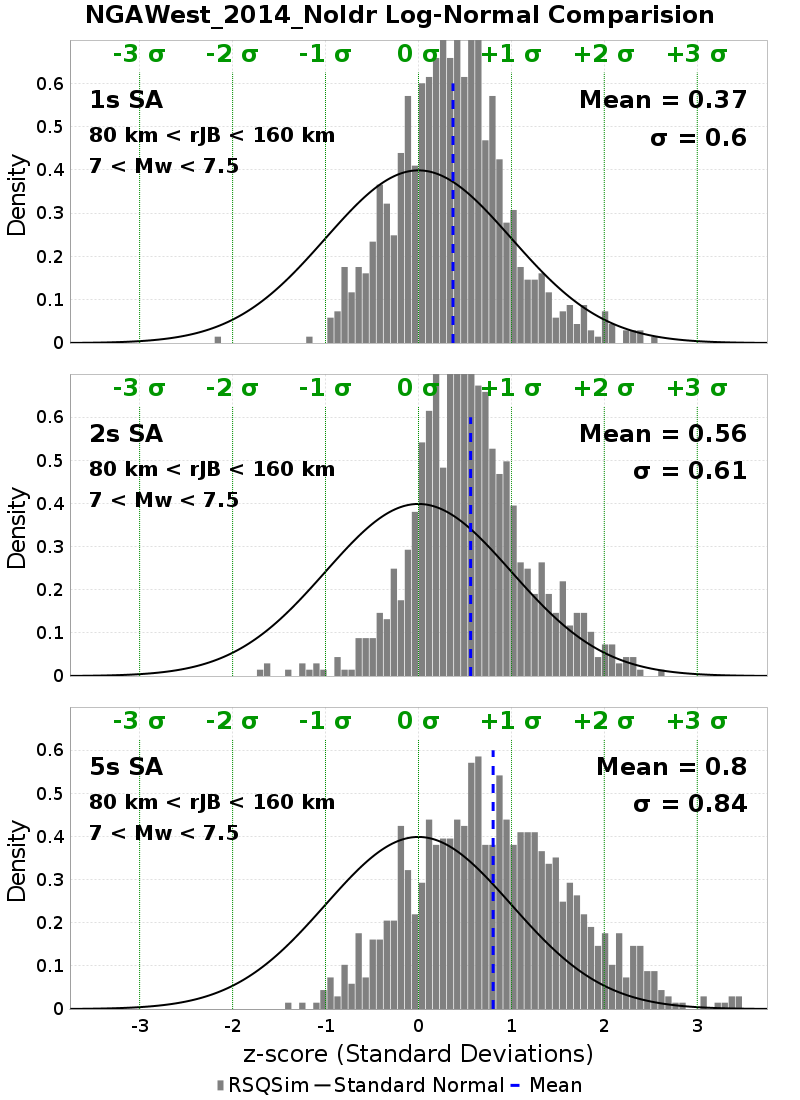 NGAWest_2014_NoIdr Log-Normal Comparision
-3 σ -2 σ -1 σ 0 σ +1 σ +2 σ +3 σ
0.6
1s SA
Mean = 0.37
0.5
80 km < rJB < 160 km
σ = 0.6
0.4
7 < Mw < 7.5
0.3
0.2
0.1
0
Density
-3 σ -2 σ -1 σ 0 σ +1 σ +2 σ +3 σ
0.6
2s SA
Mean = 0.56
0.5
80 km < rJB < 160 km
σ = 0.61
0.4
7 < Mw < 7.5
0.3
0.2
0.1
0
Density
-3 σ -2 σ -1 σ 0 σ +1 σ +2 σ +3 σ
0.6
5s SA
Mean = 0.8
0.5
80 km < rJB < 160 km
σ = 0.84
0.4
7 < Mw < 7.5
0.3
0.2
0.1
0
Density
-3 -2 -1 0 1 2 3
z-score (Standard Deviations)
RSQSim Standard Normal Mean